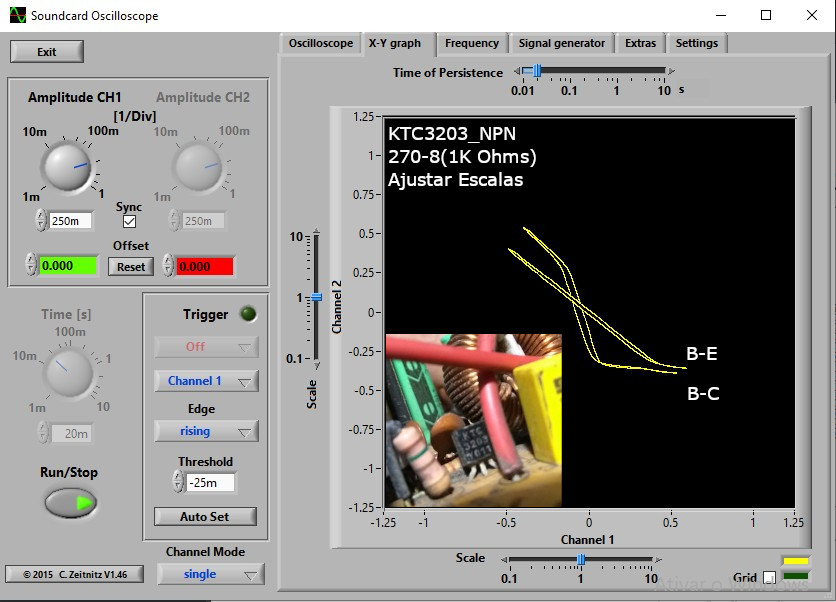 Soundcard Oscilloscope
Exit
Oscilloscope X-Y graph Frequency Signal generator Extras Settings
Time of Persistence
0.01 0.1 1 10 s
Amplitude CH1 Amplitude CH2
[1/Div]
10m 100m 10m 100m
1m 1 1m 1
Sync
250m 250m
Offset
0.000 Reset 0.000
Time [s]
100m
10m 1
1m 10
20m
Run/Stop
Trigger
Off
Channel 1
Edge
rising
Threshold
-25m
Auto Set
Channel Mode
single
© 2015 C.Zeitnitz V1.46
10
1
0.1
Scale
Channel 2
1.25
1
0.75
0.5
0.25
0
-0.25
-0.5
-0.75
-1
-1.25
KTC3203_NPN
270-8(1K Ohms)
Ajustar Escalas
KTC
3203
B-E
B-C
-1.25 -1 -0.5 0 0.5 1 1.25
Channel 1
Scale
0.1 1 10
Grid
Ativar o Windows